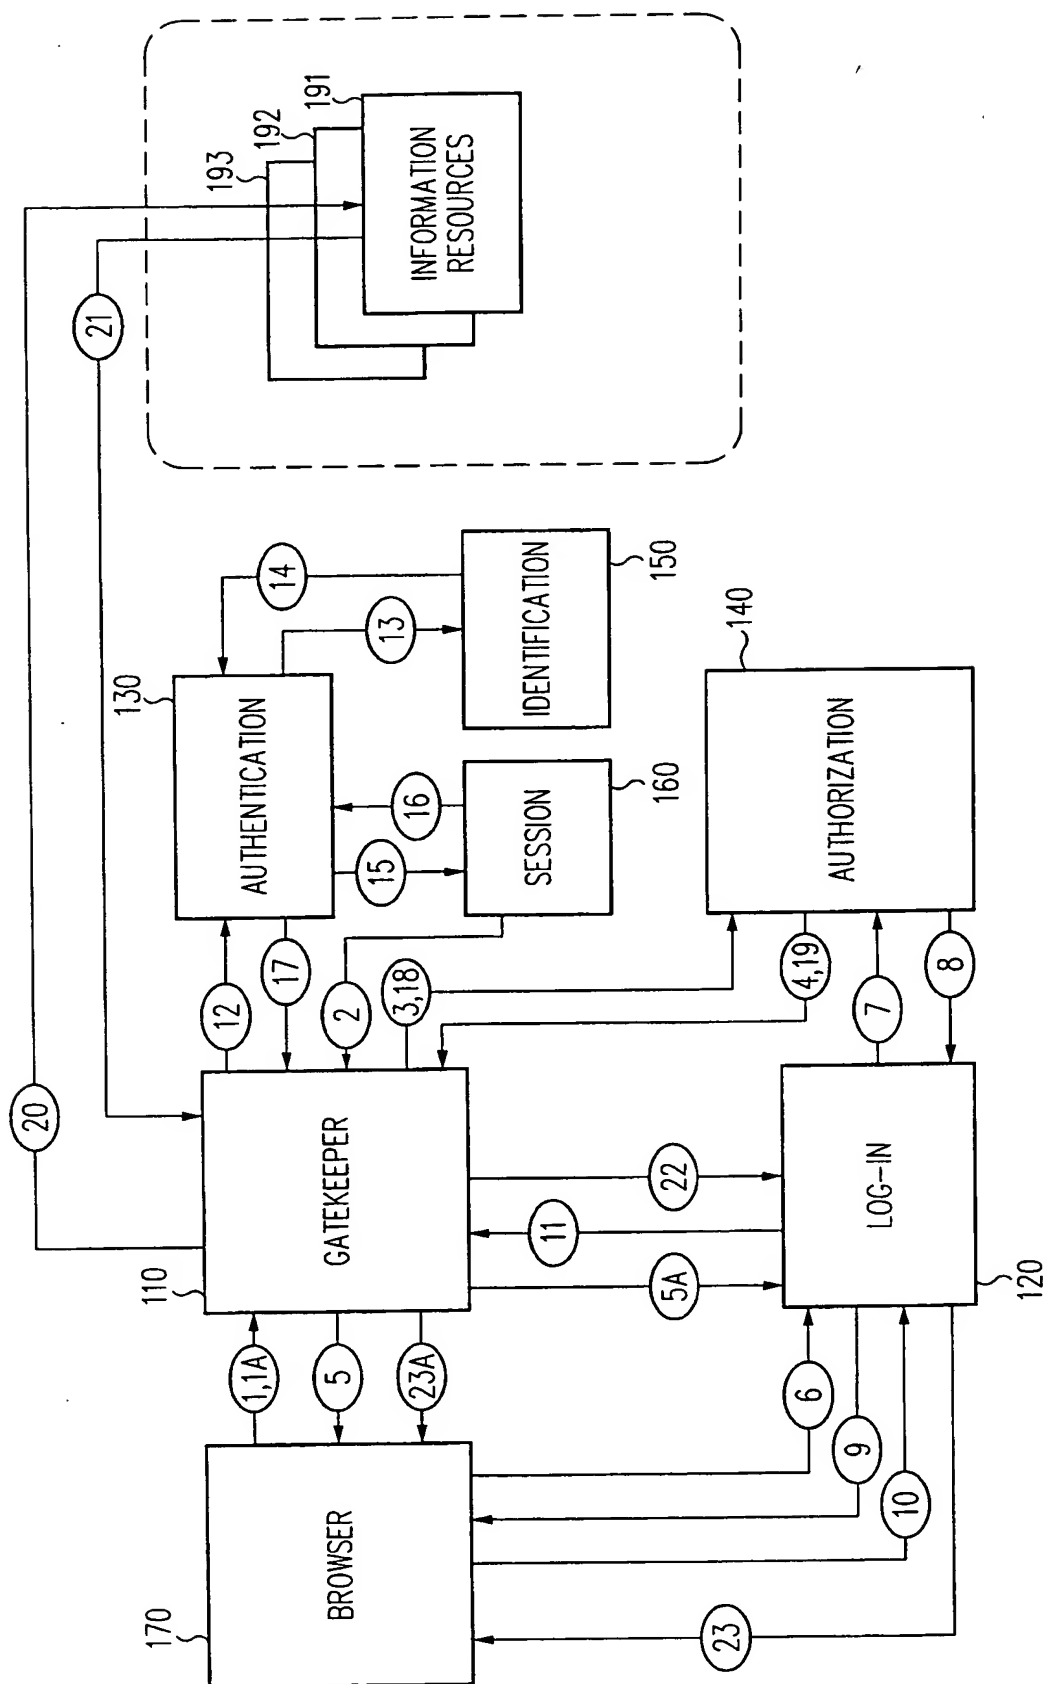 170
BROWSER
1,1A
5
23A
110
GATEKEEPER
20
21
12
17
2
3,18
130
AUTHENTICATION
14
13
16
15
IDENTIFICATION
150
SESSION
160
4,19
140
AUTHORIZATION
7
8
22
11
5A
LOG-IN
120
6
9
10
23
193
192
191
INFORMATION
RESOURCES